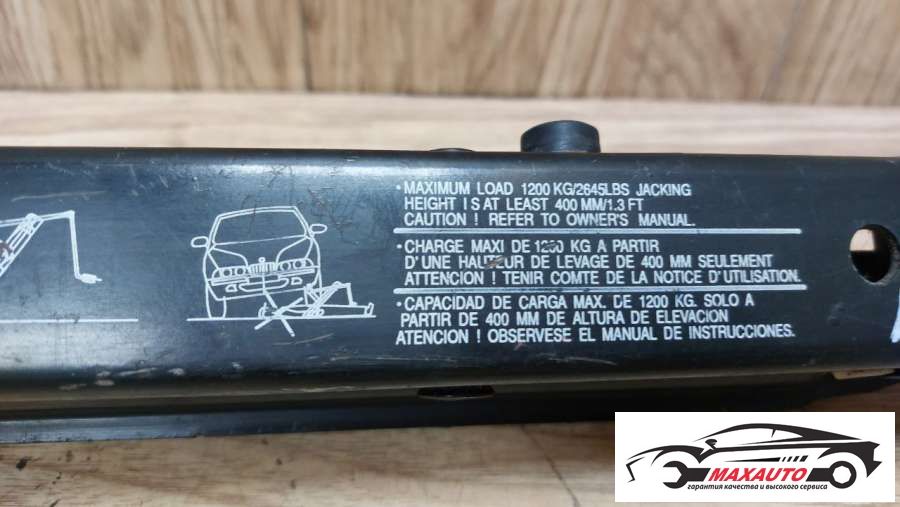 • MAXIMUM LOAD 1200 KG/2645LBS JACKING
HEIGHT IS AT LEAST 400 MM/1.3 FT
CAUTION ! REFER TO OWNER'S MANUAL.
• CHARGE MAXI DE 1200 KG A PARTIR
D'UNE HAUTEUR DE LEVAGE DE 400 MM SEULEMENT
ATTENCION ! TENIR COMTE DE LA NOTICE D'UTILISATION.
• CAPACIDAD DE CARGA MAX. DE 1200 KG. SOLO A
PARTIR DE 400 MM DE ALTURA DE ELEVACION
ATENCION ! OBSERVESE EL MANUAL DE INSTRUCCIONES.
MAXAUTO
гарантия качества и высокого сервиса